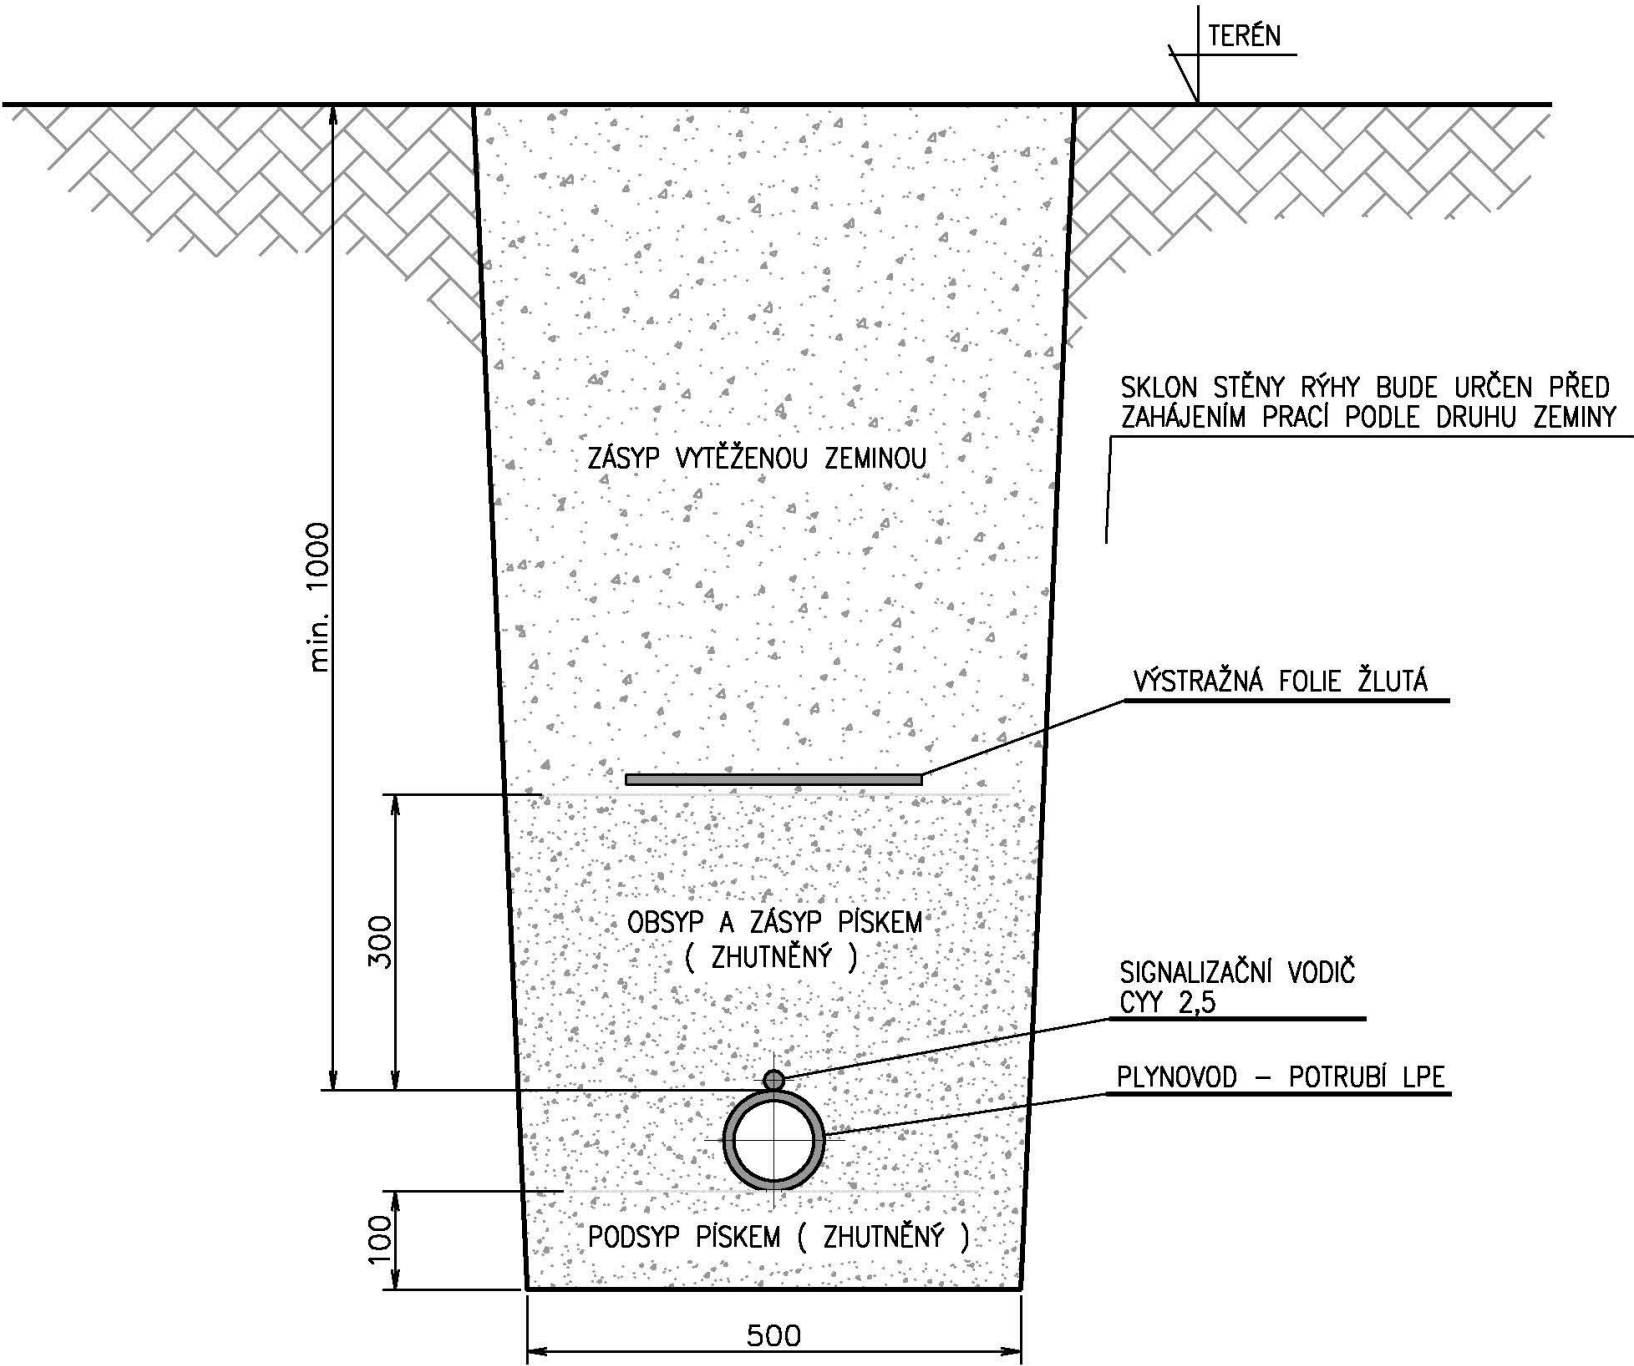 TERÉN
SKLON STĚNY RÝHY BUDE URČEN PŘED
ZAHÁJENÍM PRACÍ PODLE DRUHU ZEMINY
ZÁSYP VYTĚŽENOU ZEMINOU
min. 1000
VÝSTRAŽNÁ FOLIE ŽLUTÁ
300
OBSYP A ZÁSYP PÍSKEM
( ZHUTNĚNÝ )
SIGNALIZAČNÍ VODIČ
CYY 2,5
PLYNOVOD – POTRUBÍ LPE
100
PODSYP PÍSKEM ( ZHUTNĚNÝ )
500